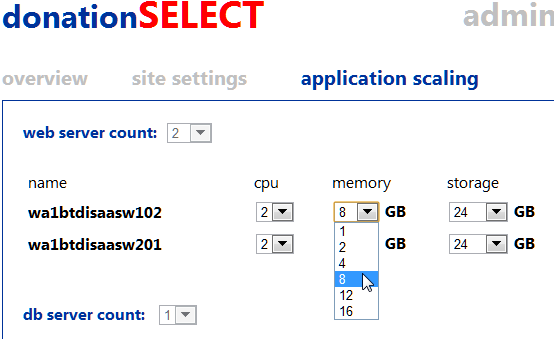 donationSELECT admin
overview site settings application scaling
web server count: 2
name cpu memory storage
wa1btdisaasw102 2 8 GB 24 GB
wa1btdisaasw201 2 GB 24 GB
1
2
4
8
12
16
db server count: 1